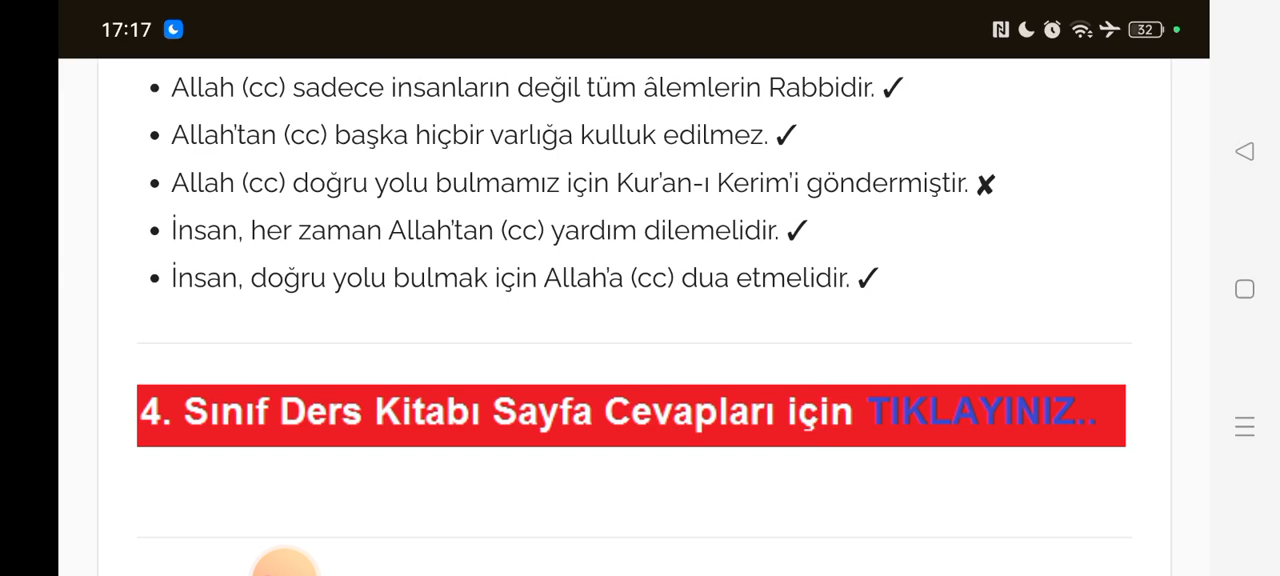 17:17
32
• Allah (cc) sadece insanların değil tüm âlemlerin Rabbidir. ✓
• Allah'tan (cc) başka hiçbir varlığa kulluk edilmez. ✓
• Allah (cc) doğru yolu bulmamız için Kur'an-ı Kerim'i göndermiştir. ✘
• İnsan, her zaman Allah'tan (cc) yardım dilemelidir. ✓
• İnsan, doğru yolu bulmak için Allah'a (cc) dua etmelidir. ✓
4. Sınıf Ders Kitabı Sayfa Cevapları için TIKLAYINIZ..